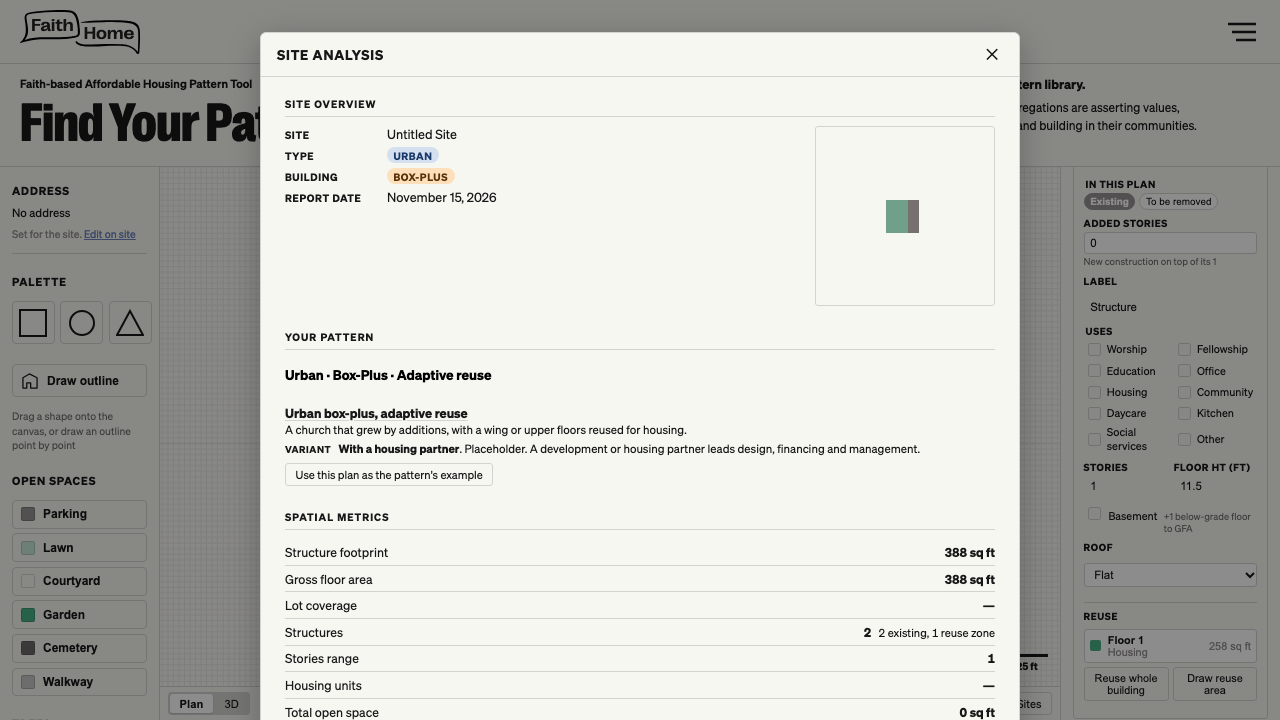 Faith
Home
Faith-based Affordable Housing Pattern Tool
Find Your Pat
tern library.
regations are asserting values,
and building in their communities.
ADDRESS
No address
Set for the site. Edit on site
PALETTE
Draw outline
Drag a shape onto the
canvas, or draw an outline
point by point
OPEN SPACES
Parking
Lawn
Courtyard
Garden
Cemetery
Walkway
Plan 3D
SITE ANALYSIS
SITE OVERVIEW
SITE Untitled Site
TYPE URBAN
BUILDING BOX-PLUS
REPORT DATE November 15, 2026
YOUR PATTERN
Urban · Box-Plus · Adaptive reuse
Urban box-plus, adaptive reuse
A church that grew by additions, with a wing or upper floors reused for housing.
VARIANT With a housing partner. Placeholder. A development or housing partner leads design, financing and management.
Use this plan as the pattern's example
SPATIAL METRICS
Structure footprint 388 sq ft
Gross floor area 388 sq ft
Lot coverage —
Structures 2 2 existing, 1 reuse zone
Stories range 1
Housing units —
Total open space 0 sq ft
25 ft
Sites
IN THIS PLAN
Existing To be removed
ADDED STORIES
0
New construction on top of its 1
LABEL
Structure
USES
Worship Fellowship
Education Office
Housing Community
Daycare Kitchen
Social
services Other
STORIES FLOOR HT (FT)
1 11.5
Basement +1 below-grade floor
to GFA
ROOF
Flat
REUSE
Floor 1
Housing 258 sq ft
Reuse whole
building
Draw reuse
area